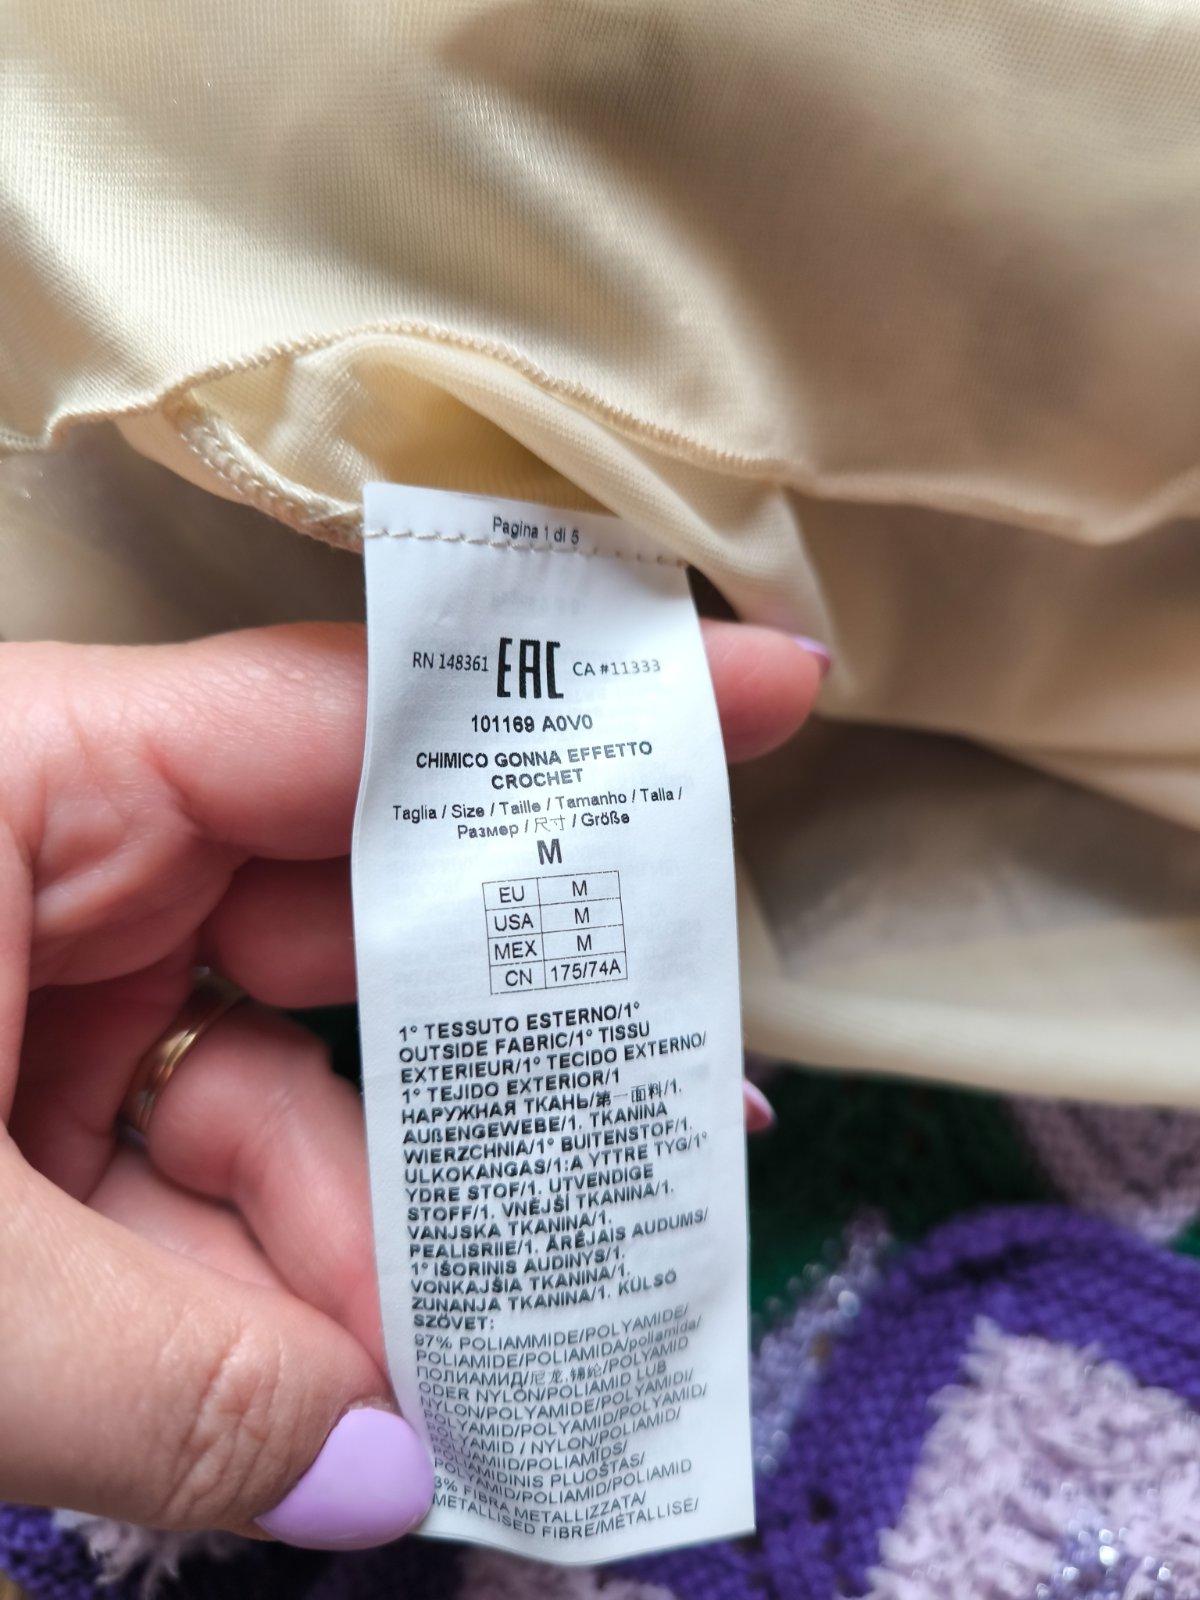 Pagina 1 di 5
RN 148361 EAC CA #11333
101169 A0V0
CHIMICO GONNA EFFETTO
CROCHET
Taglia / Size / Taille / Tamanho / Talla /
Размер / 尺寸 / Größe
M
EU M
USA M
MEX M
CN 175/74A
1° TESSUTO ESTERNO/1°
OUTSIDE FABRIC/1° TISSU
EXTERIEUR/1° TECIDO EXTERNO/
1° TEJIDO EXTERIOR/1
НАРУЖНАЯ ТКАНЬ/第一面料/1.
AUßENGEWEBE/1. TKANINA
WIERZCHNIA/1° BUITENSTOF/1.
ULKOKANGAS/1:A YTTRE TYG/1°
YDRE STOF/1. UTVENDIGE
STOFF/1. VNĚJŠÍ TKANINA/1.
VANJSKA TKANINA/1.
PEALISRIIE/1. ĀRĒJAIS AUDUMS/
1° IŠORINIS AUDINYS/1.
VONKAJŠIA TKANINA/1.
ZUNANJA TKANINA/1. KÜLSŐ
SZÖVET:
97% POLIAMMIDE/POLYAMIDE/
POLIAMIDE/POLIAMIDA/poliamida/
ПОЛИАМИД/尼龙,锦纶/POLYAMID
ODER NYLON/POLIAMID LUB
NYLON/POLYAMIDE/POLYAMIDI/
POLYAMID/POLYAMID/POLYAMID/
POLYAMID / NYLON/POLIAMID/
POLÜAMIID/POLIAMĪDS/
POLYAMIDINIS PLUOŠTAS/
POLYAMID/POLIAMID/POLIAMID
3% FIBRA METALLIZZATA/
METALLISED FIBRE/MÉTALLISÉ/